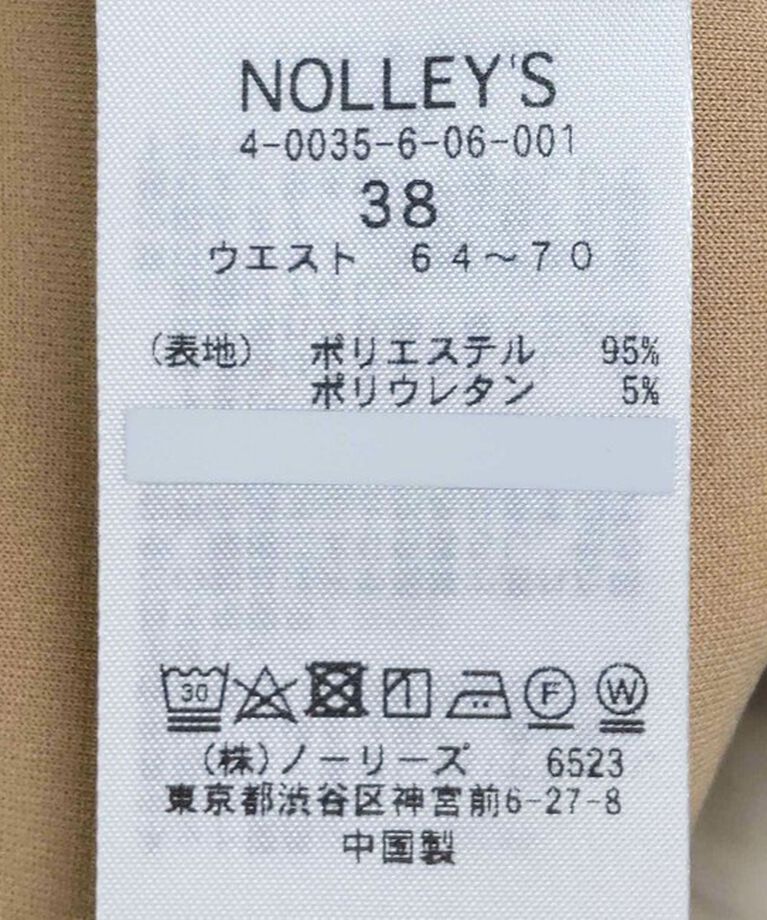 NOLLEY'S
4-0035-6-06-001
38
ウエスト 64～70
(表地) ポリエステル 95%
ポリウレタン 5%
30 F W
(株)ノーリーズ 6523
東京都渋谷区神宮前6-27-8
中国製